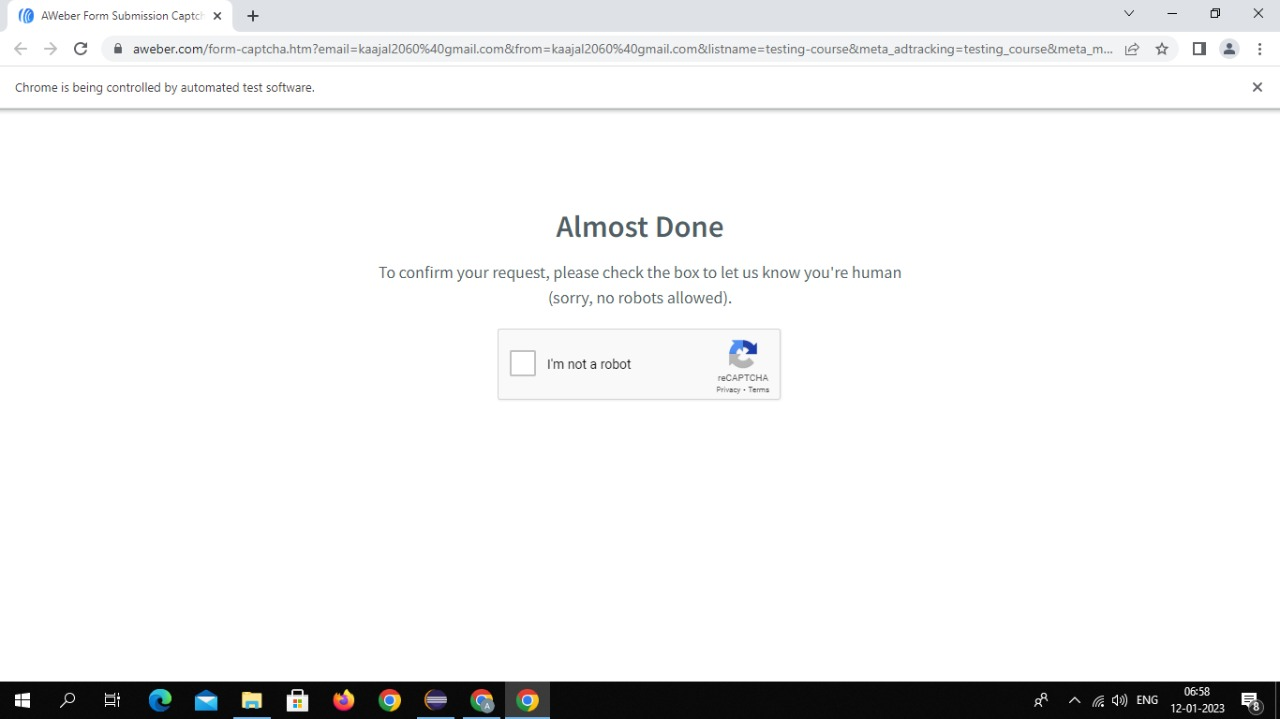 AWeber Form Submission Captch
aweber.com/form-captcha.htm?email=kaajal2060%40gmail.com&from=kaajal2060%40gmail.com&listname=testing-course&meta_adtracking=testing_course&meta_m...
Chrome is being controlled by automated test software.
Almost Done
To confirm your request, please check the box to let us know you're human
(sorry, no robots allowed).
I'm not a robot
reCAPTCHA
Privacy - Terms
A
ENG
06:58
12-01-2023
8